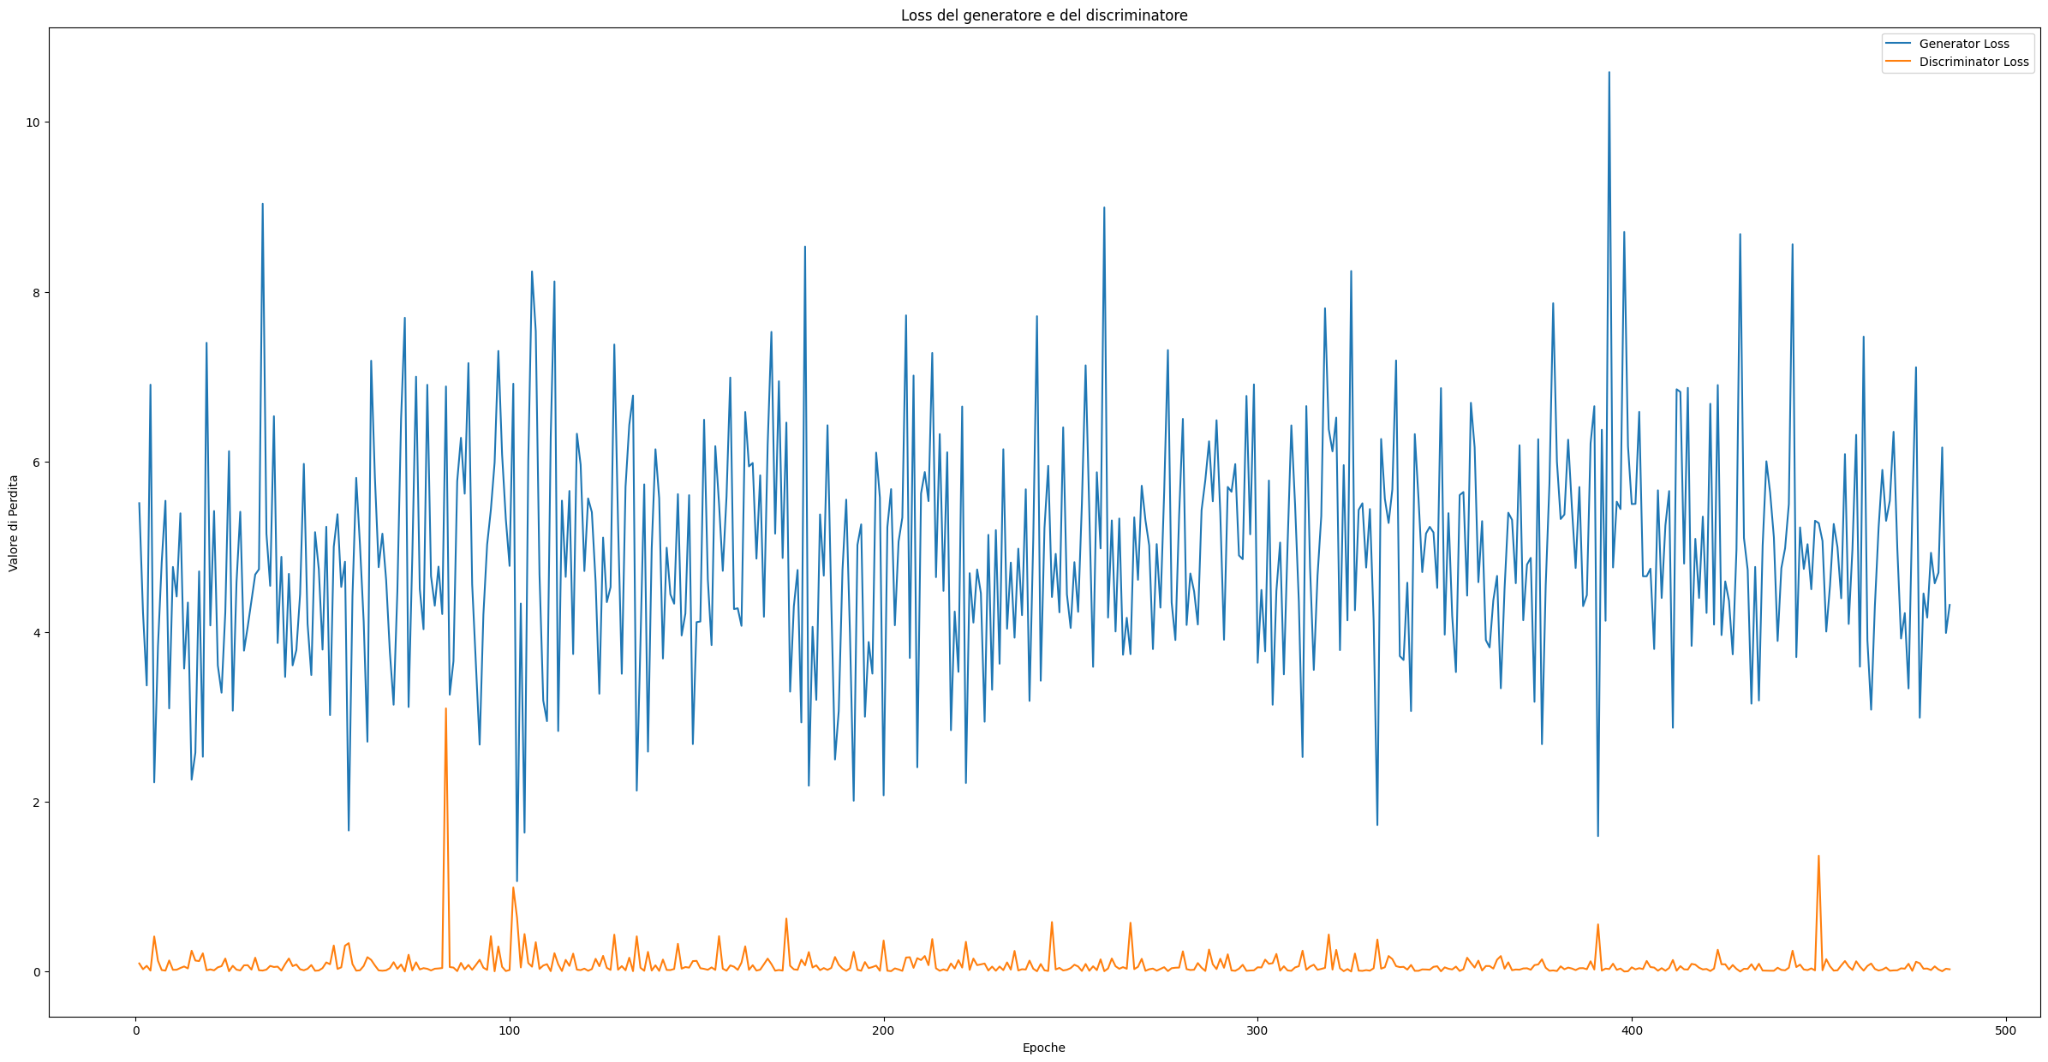 Loss del generatore e del discriminatore
Generator Loss
Discriminator Loss
10
8
6
4
2
0
Valore di Perdita
0 100 200 300 400 500
Epoche